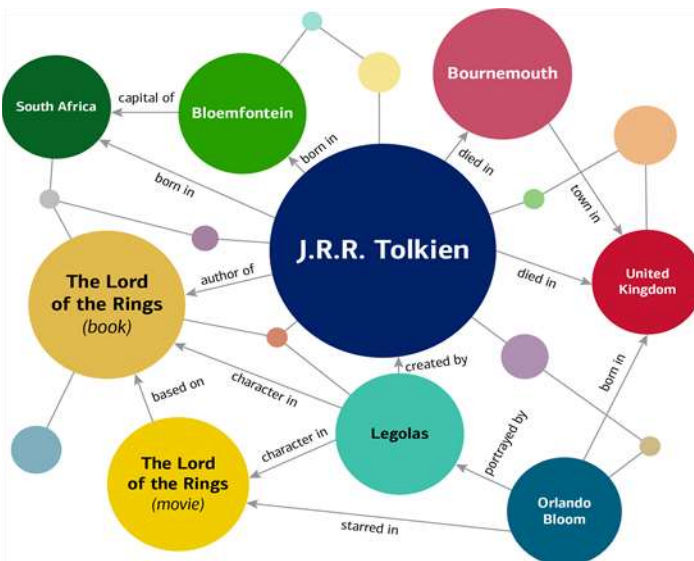 Bournemouth
South Africa
capital of
Bloemfontein
born in
died in
born in
town in
J.R.R. Tolkien
The Lord
of the Rings
(book)
author of
died in
United
Kingdom
created by
based on
character in
born in
Legolas
character in
portrayed by
The Lord
of the Rings
(movie)
Orlando
Bloom
starred in